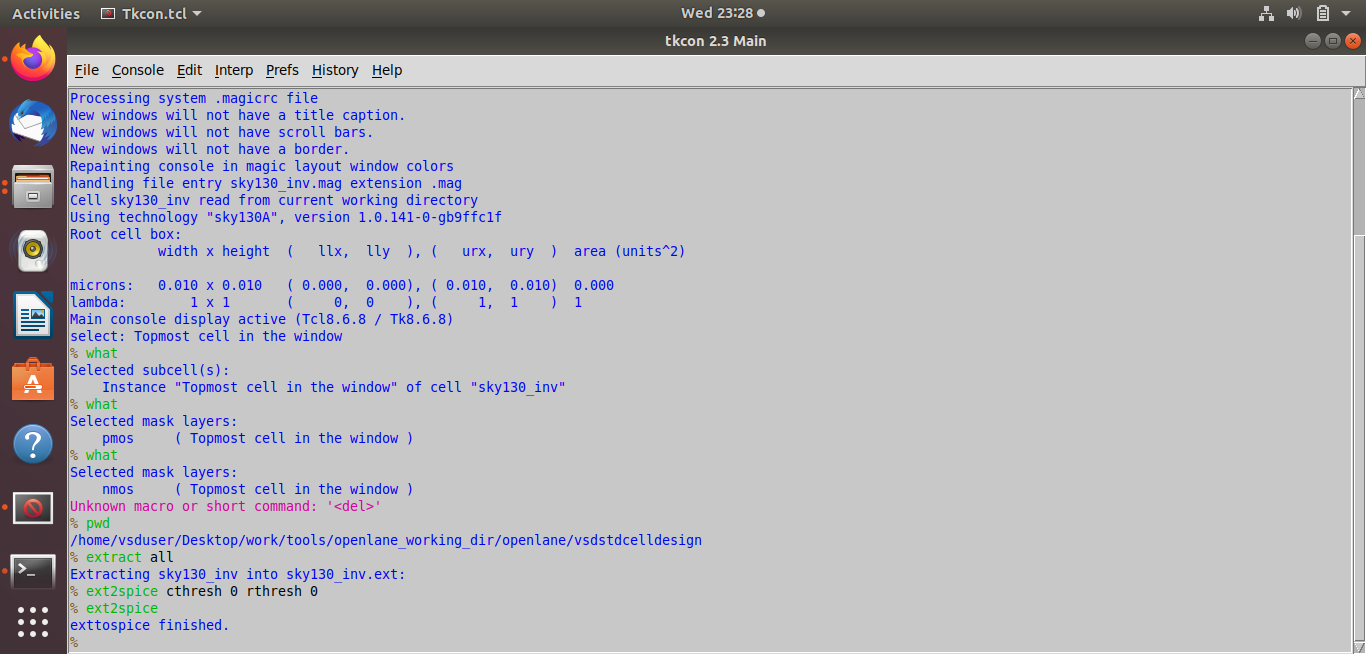 Activities Tkcon.tcl Wed 23:28
tkcon 2.3 Main
File Console Edit Interp Prefs History Help
Processing system .magicrc file
New windows will not have a title caption.
New windows will not have scroll bars.
New windows will not have a border.
Repainting console in magic layout window colors
handling file entry sky130_inv.mag extension .mag
Cell sky130_inv read from current working directory
Using technology "sky130A", version 1.0.141-0-gb9ffc1f
Root cell box:
           width x height  (   llx,  lly  ), (   urx,  ury  )  area (units^2)
microns:   0.010 x 0.010   ( 0.000,  0.000), ( 0.010,  0.010)  0.000
lambda:        1 x 1       (     0,  0    ), (     1,  1    )  1
Main console display active (Tcl8.6.8 / Tk8.6.8)
select: Topmost cell in the window
% what
Selected subcell(s):
    Instance "Topmost cell in the window" of cell "sky130_inv"
% what
Selected mask layers:
    pmos     ( Topmost cell in the window )
% what
Selected mask layers:
    nmos     ( Topmost cell in the window )
Unknown macro or short command: '<del>'
% pwd
/home/vsduser/Desktop/work/tools/openlane_working_dir/openlane/vsdstdcelldesign
% extract all
Extracting sky130_inv into sky130_inv.ext:
% ext2spice cthresh 0 rthresh 0
% ext2spice
exttospice finished.
%